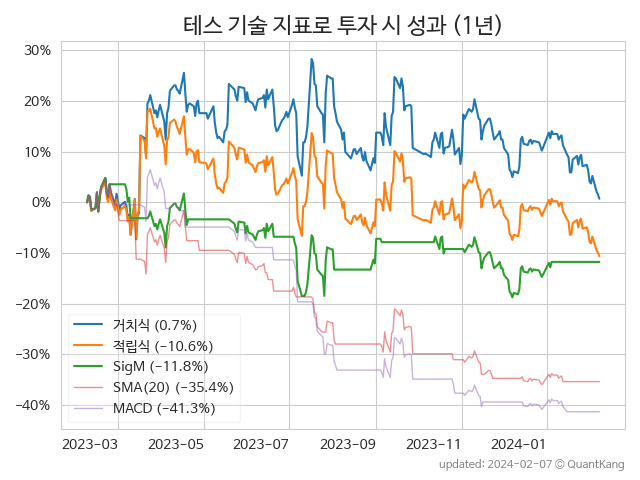 테스 기술 지표로 투자 시 성과 (1년)
30%
20%
10%
0%
−10%
−20%
−30%
−40%
거치식 (0.7%)
적립식 (−10.6%)
SigM (−11.8%)
SMA(20) (−35.4%)
MACD (−41.3%)
2023−03 2023−05 2023−07 2023−09 2023−11 2024−01
updated: 2024−02−07 © QuantKang